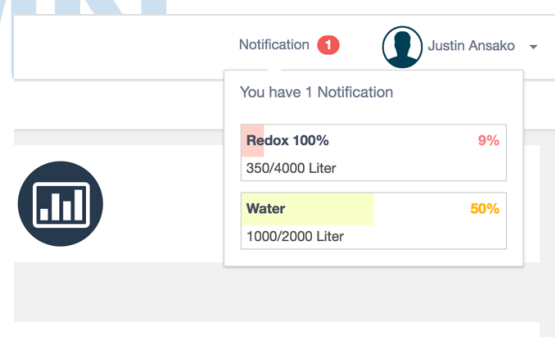 Notification 1 Justin Ansako
You have 1 Notification
Redox 100% 9%
350/4000 Liter
Water 50%
1000/2000 Liter